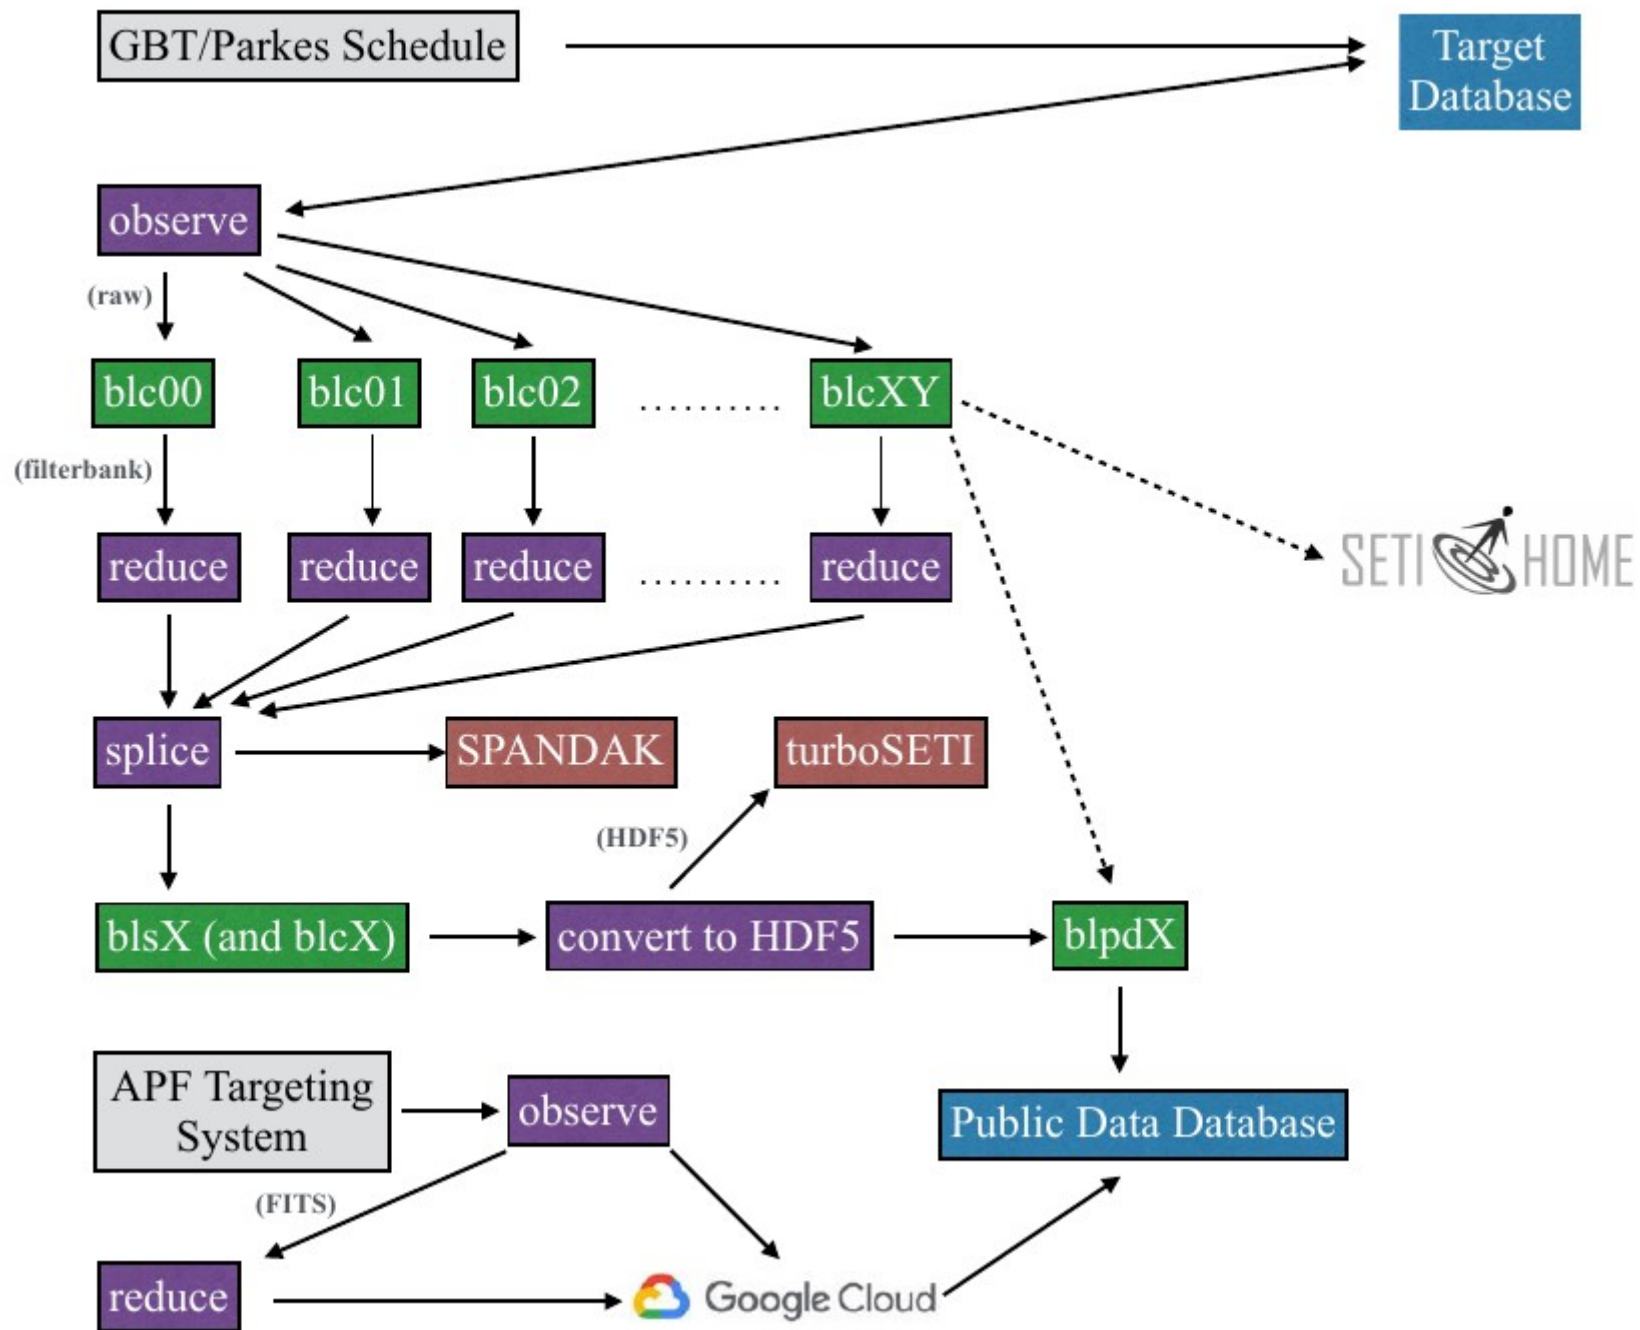 GBT/Parkes Schedule
Target
Database
observe
(raw)
blc00
blc01
blc02
..........
blcXY
(filterbank)
reduce
reduce
reduce
..........
reduce
SETI HOME
splice
SPANDAK
turboSETI
(HDF5)
blsX (and blcX)
convert to HDF5
blpdX
APF Targeting
System
observe
Public Data Database
(FITS)
reduce
Google Cloud